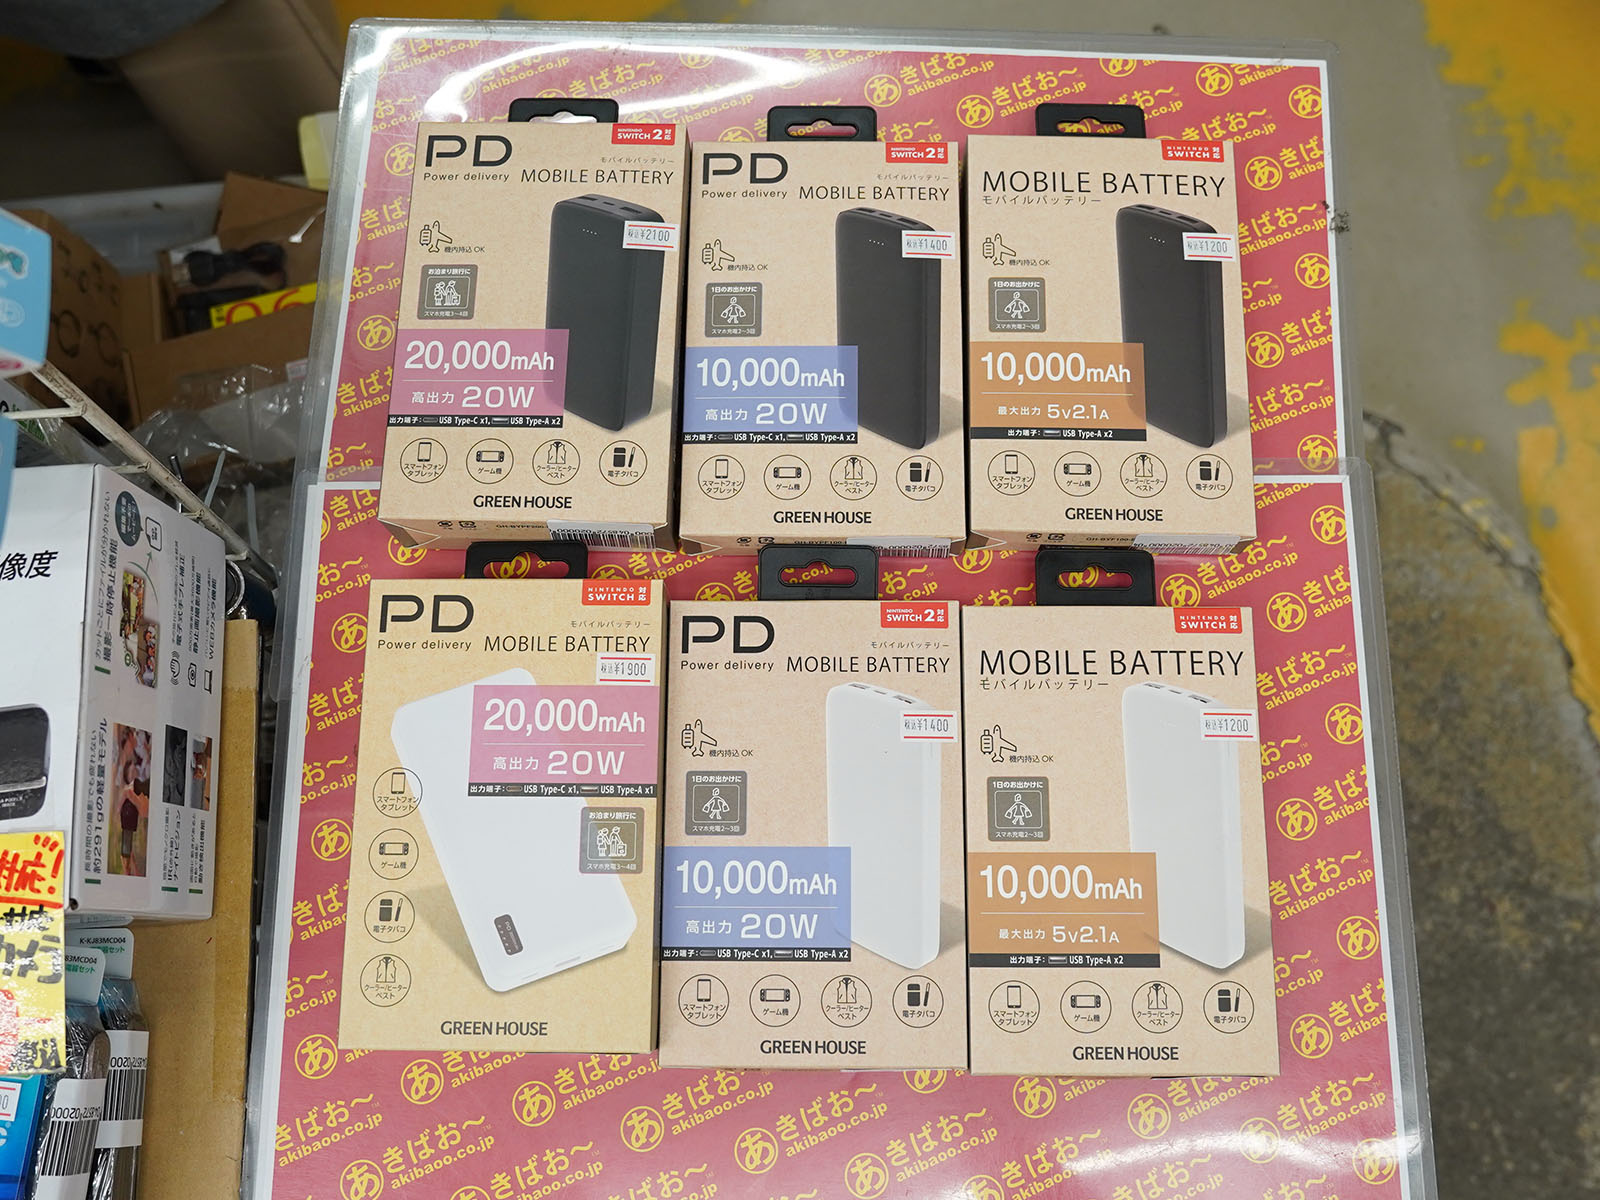 PD
Power delivery
NINTENDO
SWITCH 2 対応
モバイルバッテリー
MOBILE BATTERY
機内持込 OK
税込¥2100
お泊まり旅行に
スマホ充電3~4回
20,000mAh
高出力 20W
出力端子: USB Type-C x1, USB Type-A x2
スマートフォン
タブレット
ゲーム機
クーラー/ヒーター
ベスト
電子タバコ
GREEN HOUSE
PD
Power delivery
NINTENDO
SWITCH 2 対応
モバイルバッテリー
MOBILE BATTERY
機内持込 OK
税込¥1400
1日のお出かけに
スマホ充電2~3回
10,000mAh
高出力 20W
出力端子: USB Type-C x1, USB Type-A x2
スマートフォン
タブレット
ゲーム機
クーラー/ヒーター
ベスト
電子タバコ
GREEN HOUSE
NINTENDO
SWITCH 対応
MOBILE BATTERY
モバイルバッテリー
機内持込 OK
税込¥1200
1日のお出かけに
スマホ充電2~3回
10,000mAh
最大出力 5V2.1A
出力端子: USB Type-A x2
スマートフォン
タブレット
ゲーム機
クーラー/ヒーター
ベスト
電子タバコ
GREEN HOUSE
PD
Power delivery
NINTENDO
SWITCH 対応
モバイルバッテリー
MOBILE BATTERY
税込¥1900
20,000mAh
高出力 20W
出力端子: USB Type-C x1, USB Type-A x1
お泊まり旅行に
スマホ充電3~4回
スマートフォン
タブレット
ゲーム機
電子タバコ
クーラー/ヒーター
ベスト
GREEN HOUSE
PD
Power delivery
NINTENDO
SWITCH 2 対応
モバイルバッテリー
MOBILE BATTERY
機内持込 OK
税込¥1400
1日のお出かけに
スマホ充電2~3回
10,000mAh
高出力 20W
出力端子: USB Type-C x1, USB Type-A x2
スマートフォン
タブレット
ゲーム機
クーラー/ヒーター
ベスト
電子タバコ
GREEN HOUSE
NINTENDO
SWITCH 対応
MOBILE BATTERY
モバイルバッテリー
機内持込 OK
税込¥1200
1日のお出かけに
スマホ充電2~3回
10,000mAh
最大出力 5V2.1A
出力端子: USB Type-A x2
スマートフォン
タブレット
ゲーム機
クーラー/ヒーター
ベスト
電子タバコ
GREEN HOUSE
あきばお~
akibaoo.co.jp
像度
撮影一時停止機能
約291gの軽量モデル
K-KJ83MCD04